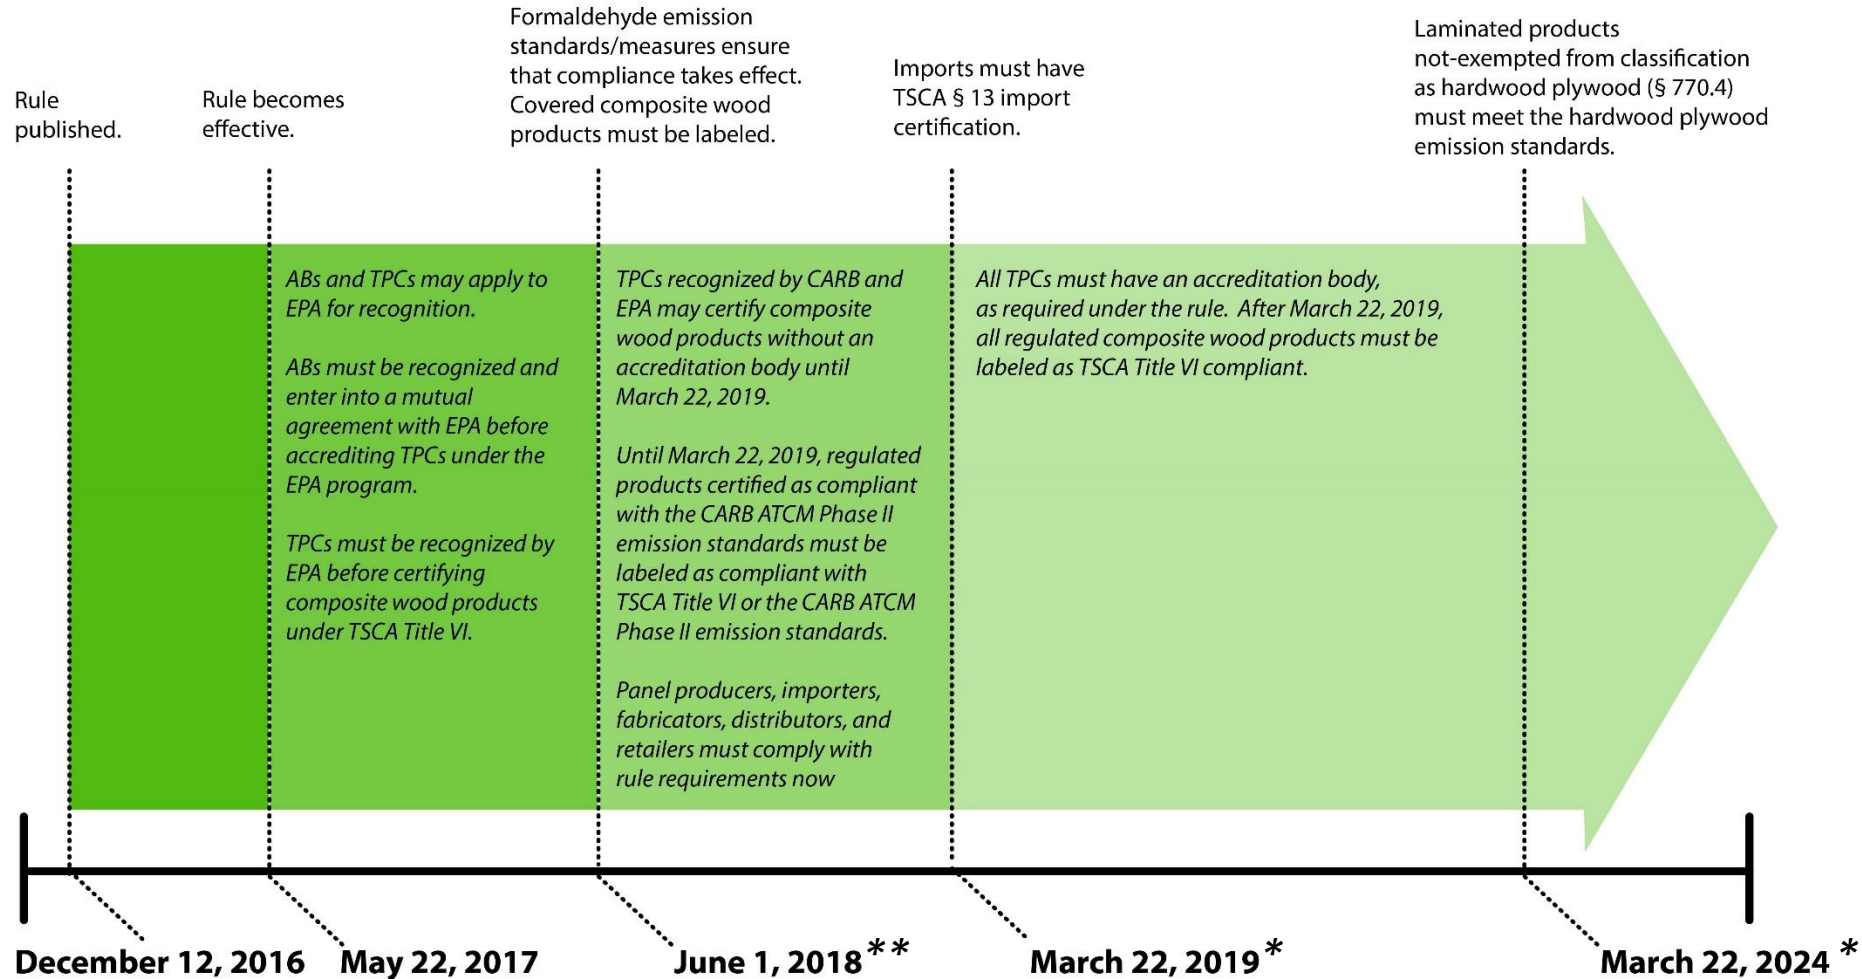 Rule
published.
Rule becomes
effective.
Formaldehyde emission
standards/measures ensure
that compliance takes effect.
Covered composite wood
products must be labeled.
Imports must have
TSCA § 13 import
certification.
Laminated products
not-exempted from classification
as hardwood plywood (§ 770.4)
must meet the hardwood plywood
emission standards.
ABs and TPCs may apply to
EPA for recognition.
ABs must be recognized and
enter into a mutual
agreement with EPA before
accrediting TPCs under the
EPA program.
TPCs must be recognized by
EPA before certifying
composite wood products
under TSCA Title VI.
TPCs recognized by CARB and
EPA may certify composite
wood products without an
accreditation body until
March 22, 2019.
Until March 22, 2019, regulated
products certified as compliant
with the CARB ATCM Phase II
emission standards must be
labeled as compliant with
TSCA Title VI or the CARB ATCM
Phase II emission standards.
Panel producers, importers,
fabricators, distributors, and
retailers must comply with
rule requirements now
All TPCs must have an accreditation body,
as required under the rule.  After March 22, 2019,
all regulated composite wood products must be
labeled as TSCA Title VI compliant.
December 12, 2016
May 22, 2017
June 1, 2018**
March 22, 2019*
March 22, 2024*